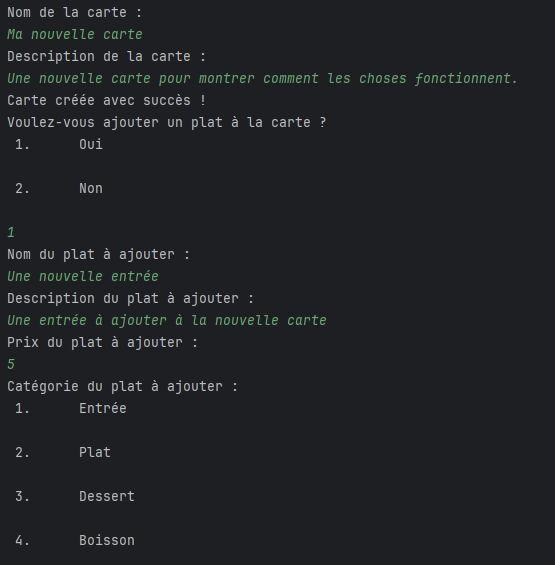 Nom de la carte :
Ma nouvelle carte
Description de la carte :
Une nouvelle carte pour montrer comment les choses fonctionnent.
Carte créée avec succès !
Voulez-vous ajouter un plat à la carte ?
1. Oui
2. Non
1
Nom du plat à ajouter :
Une nouvelle entrée
Description du plat à ajouter :
Une entrée à ajouter à la nouvelle carte
Prix du plat à ajouter :
5
Catégorie du plat à ajouter :
1. Entrée
2. Plat
3. Dessert
4. Boisson